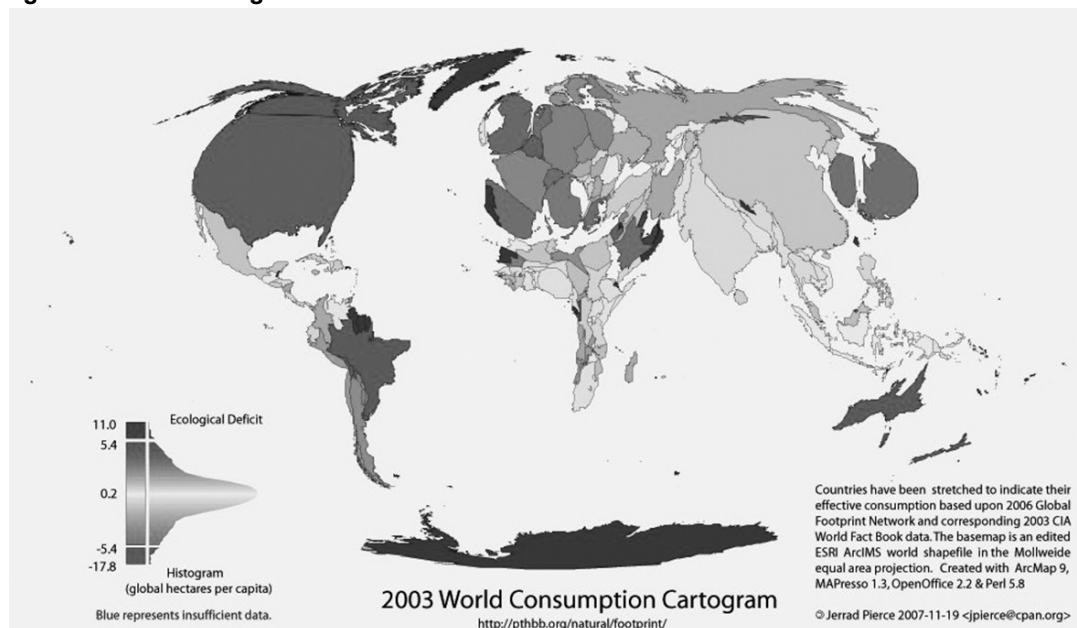 Ecological Deficit
11.0
5.4
0.2
-5.4
-17.8
Histogram
(global hectares per capita)
Blue represents insufficient data.
2003 World Consumption Cartogram
http://pthbb.org/natural/footprint/
Countries have been stretched to indicate their
effective consumption based upon 2006 Global
Footprint Network and corresponding 2003 CIA
World Fact Book data. The basemap is an edited
ESRI ArcIMS world shapefile in the Mollweide
equal area projection. Created with ArcMap 9,
MAPresso 1.3, OpenOffice 2.2 & Perl 5.8
© Jerrad Pierce 2007-11-19 <jpierce@cpan.org>